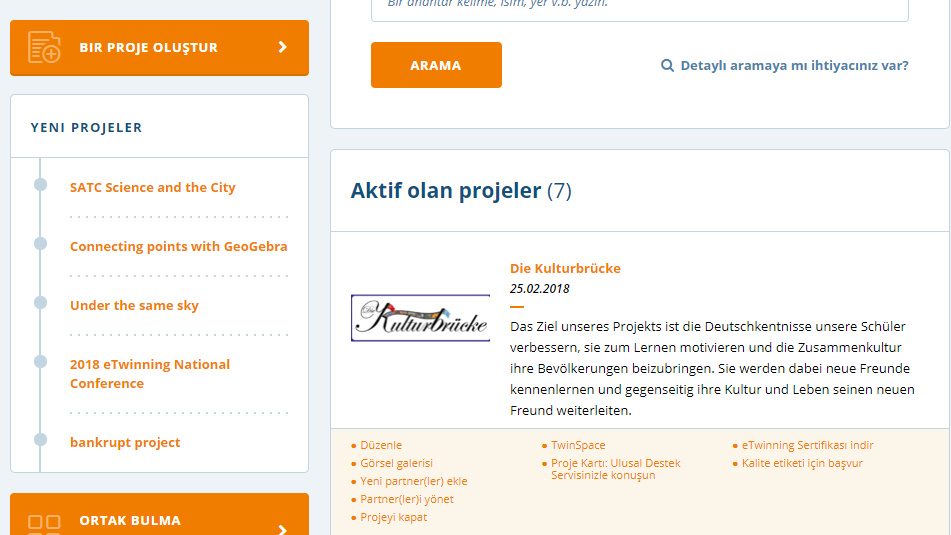 Bir anahtar kelime, isim, yer v.b. yazın.
BIR PROJE OLUŞTUR
ARAMA
Detaylı aramaya mı ihtiyacınız var?
YENI PROJELER
SATC Science and the City
Connecting points with GeoGebra
Under the same sky
2018 eTwinning National
Conference
bankrupt project
ORTAK BULMA
Aktif olan projeler (7)
Die Kulturbrücke
Die Kulturbrücke
25.02.2018
Das Ziel unseres Projekts ist die Deutschkentnisse unsere Schüler
verbessern, sie zum Lernen motivieren und die Zusammenkultur
ihre Bevölkerungen beizubringen. Sie werden dabei neue Freunde
kennenlernen und gegenseitig ihre Kultur und Leben seinen neuen
Freund weiterleiten.
Düzenle
Görsel galerisi
Yeni partner(ler) ekle
Partner(ler)i yönet
Projeyi kapat
TwinSpace
Proje Kartı: Ulusal Destek
Servisinizle konuşun
eTwinning Sertifikası indir
Kalite etiketi için başvur